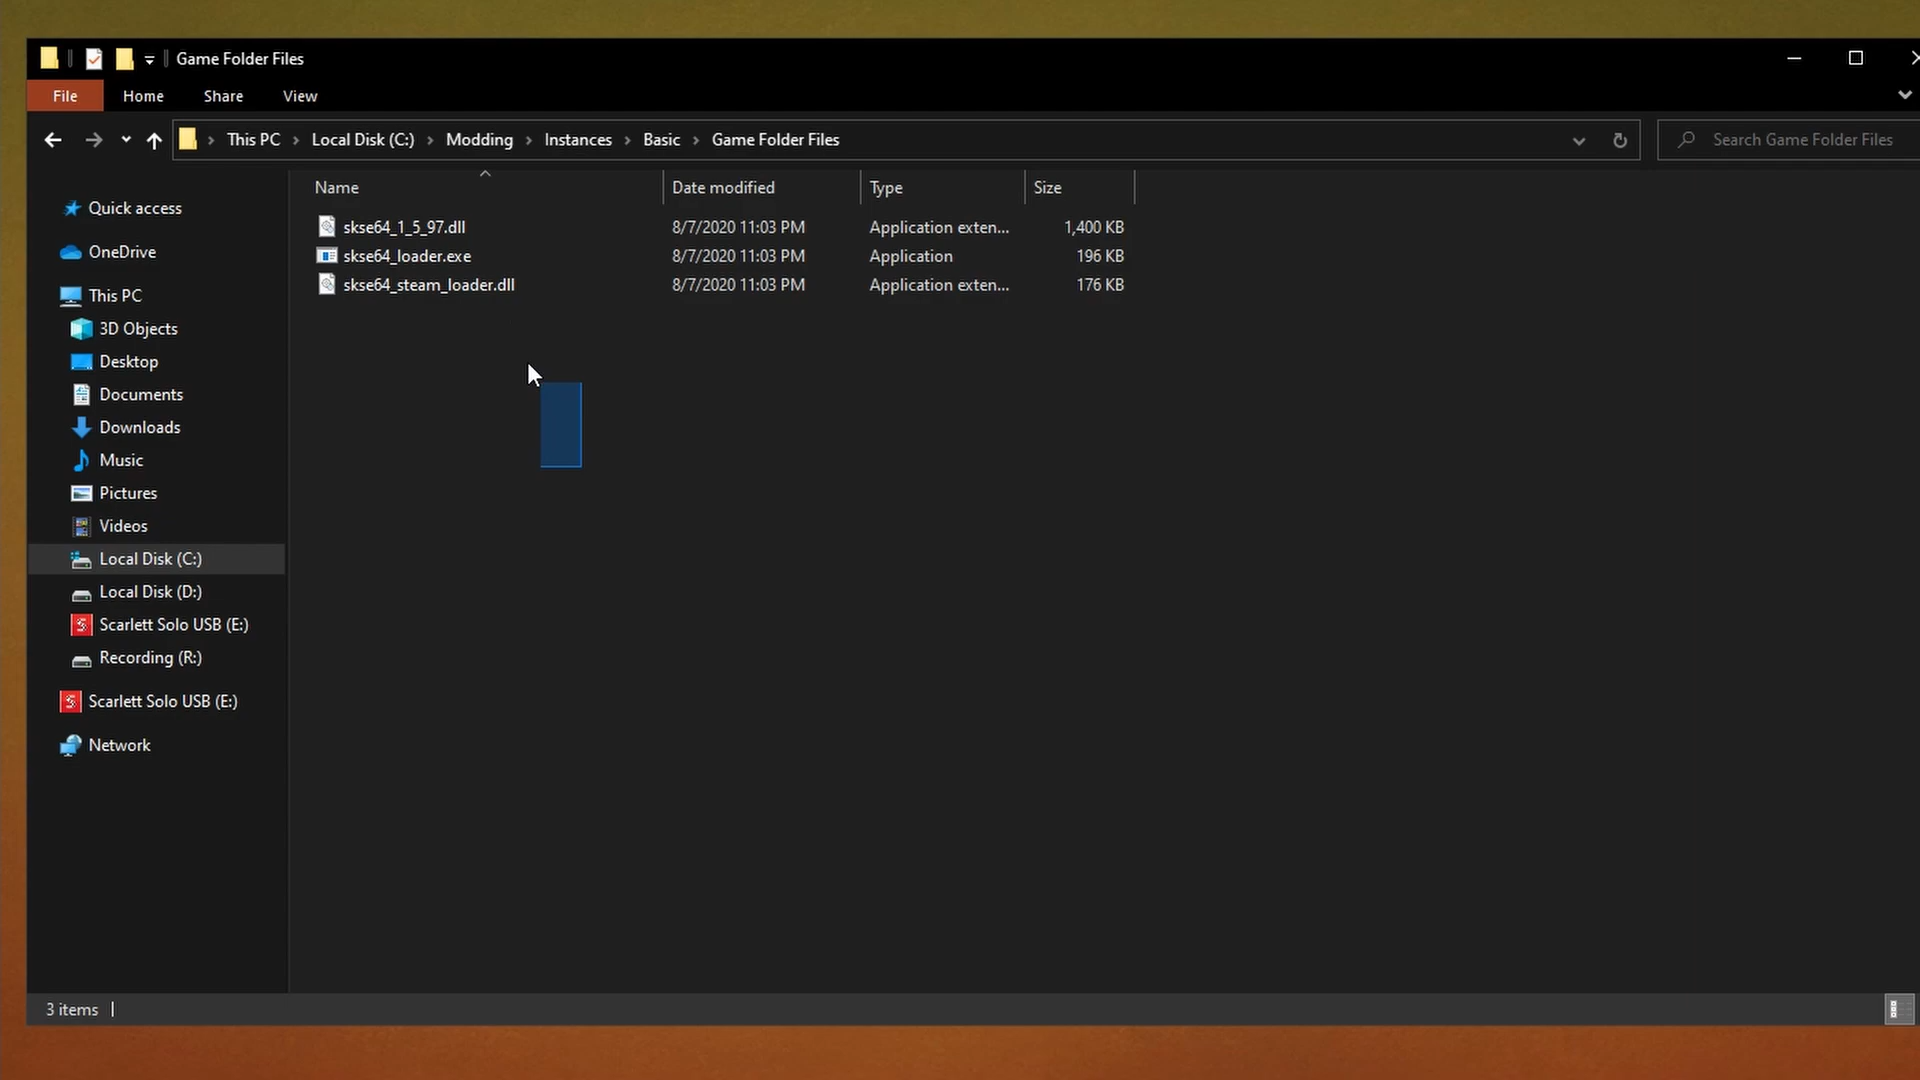 Game Folder Files
File Home Share View
This PC Local Disk (C:) Modding Instances Basic Game Folder Files
Search Game Folder Files
Name Date modified Type Size
skse64_1_5_97.dll 8/7/2020 11:03 PM Application exten... 1,400 KB
skse64_loader.exe 8/7/2020 11:03 PM Application 196 KB
skse64_steam_loader.dll 8/7/2020 11:03 PM Application exten... 176 KB
Quick access
OneDrive
This PC
3D Objects
Desktop
Documents
Downloads
Music
Pictures
Videos
Local Disk (C:)
Local Disk (D:)
Scarlett Solo USB (E:)
Recording (R:)
Scarlett Solo USB (E:)
Network
3 items